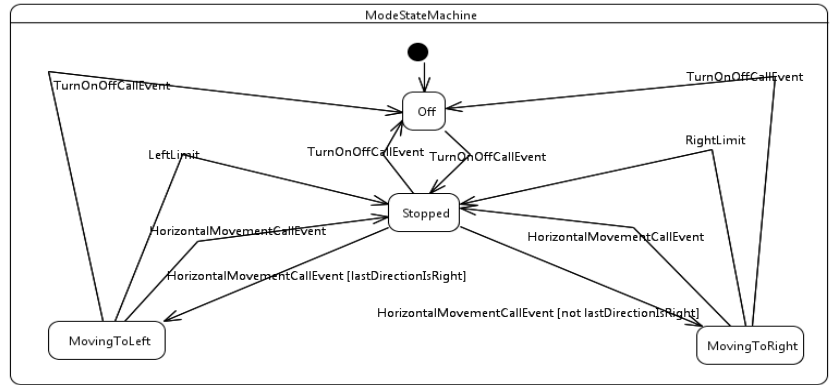 ModeStateMachine
TurnOnOffCallEvent
TurnOnOffCallEvent
Off
LeftLimit
TurnOnOffCallEvent
TurnOnOffCallEvent
RightLimit
Stopped
HorizontalMovementCallEvent
HorizontalMovementCallEvent
HorizontalMovementCallEvent [lastDirectionIsRight]
HorizontalMovementCallEvent [not lastDirectionIsRight]
MovingToLeft
MovingToRight